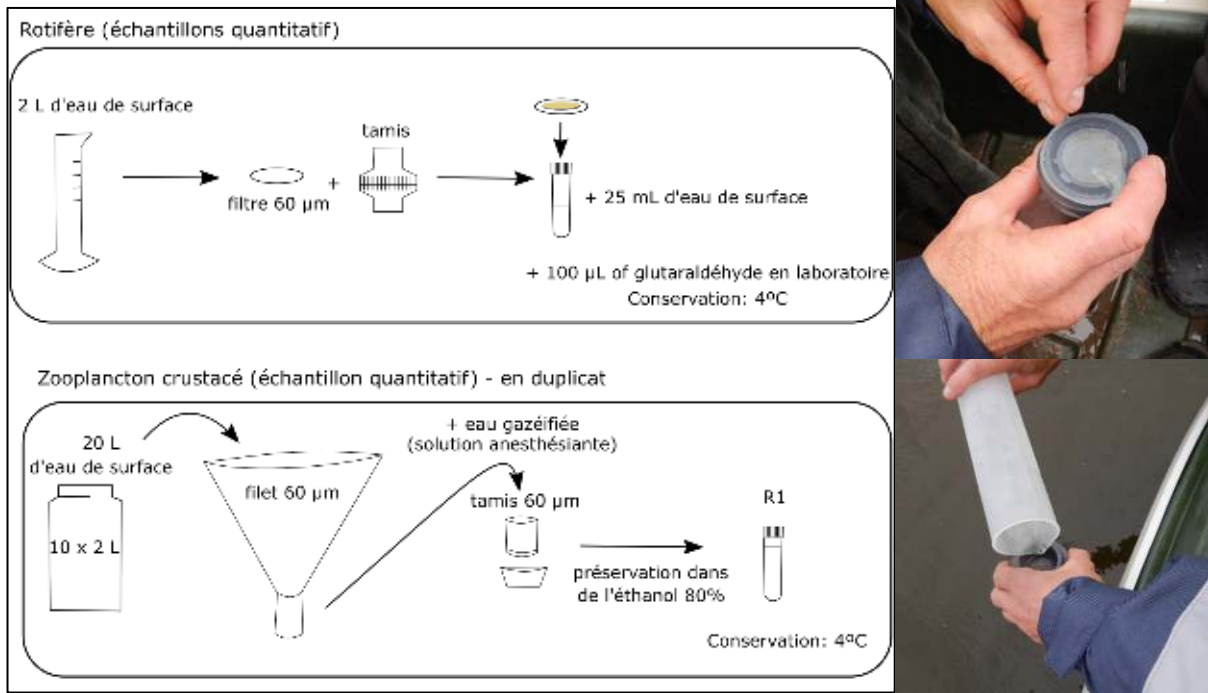 Rotifère (échantillons quantitatif)
2 L d'eau de surface
tamis
filtre 60 µm
+
+ 25 mL d'eau de surface
+ 100 µL of glutaraldéhyde en laboratoire
Conservation: 4ºC
Zooplancton crustacé (échantillon quantitatif) - en duplicat
20 L
d'eau de surface
10 x 2 L
filet 60 µm
+ eau gazéifiée
(solution anesthésiante)
tamis 60 µm
préservation dans
de l'éthanol 80%
R1
Conservation: 4ºC